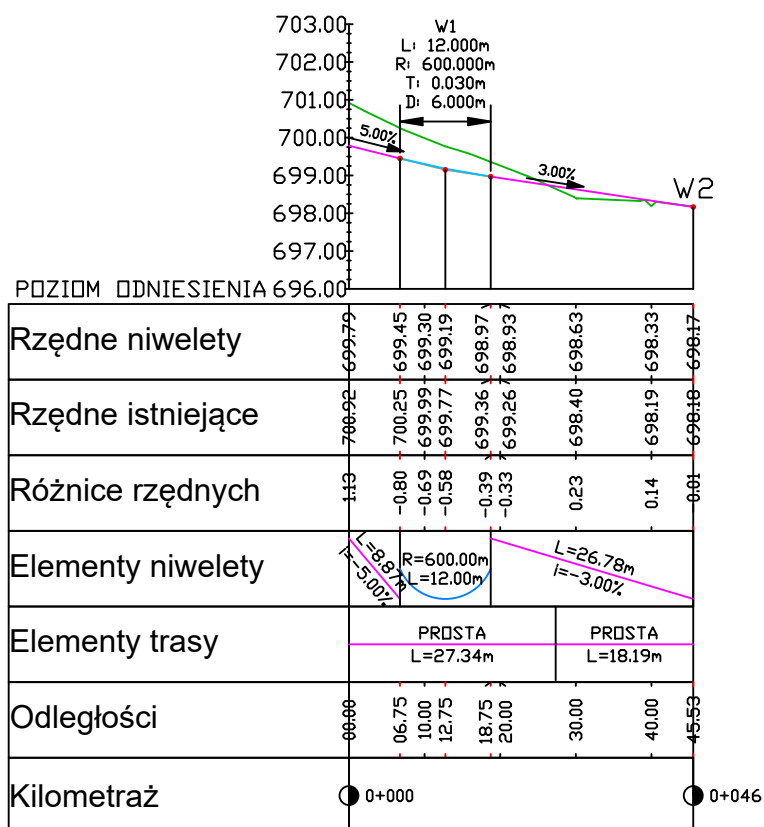 703.00
702.00
701.00
700.00
699.00
698.00
697.00
POZIOM ODNIESIENIA 696.00
W1
L: 12.000m
R: 600.000m
T: 0.030m
D: 6.000m
5.00%
3.00%
W2
Rzędne niwelety 699.79 699.45 699.30 699.19 698.97 698.93 698.63 698.33 698.17
Rzędne istniejące 700.92 700.25 699.99 699.77 699.36 699.26 698.40 698.19 698.18
Różnice rzędnych 1.13 -0.80 -0.69 -0.58 -0.39 -0.33 0.23 0.14 0.01
Elementy niwelety
L=8.87m
i=-5.00%
R=600.00m
L=12.00m
L=26.78m
i=-3.00%
Elementy trasy
PROSTA
L=27.34m
PROSTA
L=18.19m
Odległości 00.00 06.75 10.00 12.75 18.75 20.00 30.00 40.00 45.53
Kilometraż 0+000 0+046